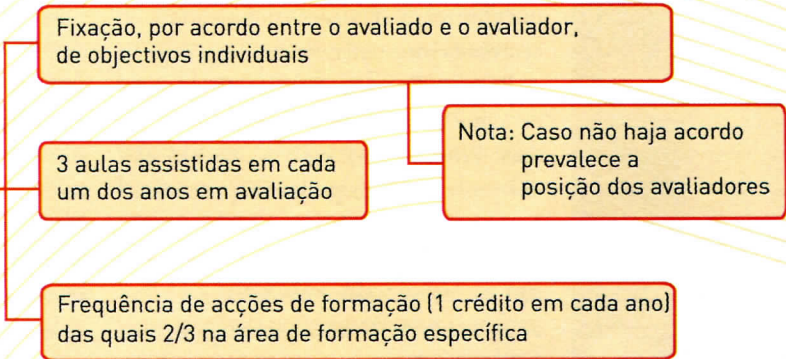 Fixação, por acordo entre o avaliado e o avaliador,
de objectivos individuais
Nota: Caso não haja acordo
prevalece a
posição dos avaliadores
3 aulas assistidas em cada
um dos anos em avaliação
Frequência de acções de formação (1 crédito em cada ano)
das quais 2/3 na área de formação específica